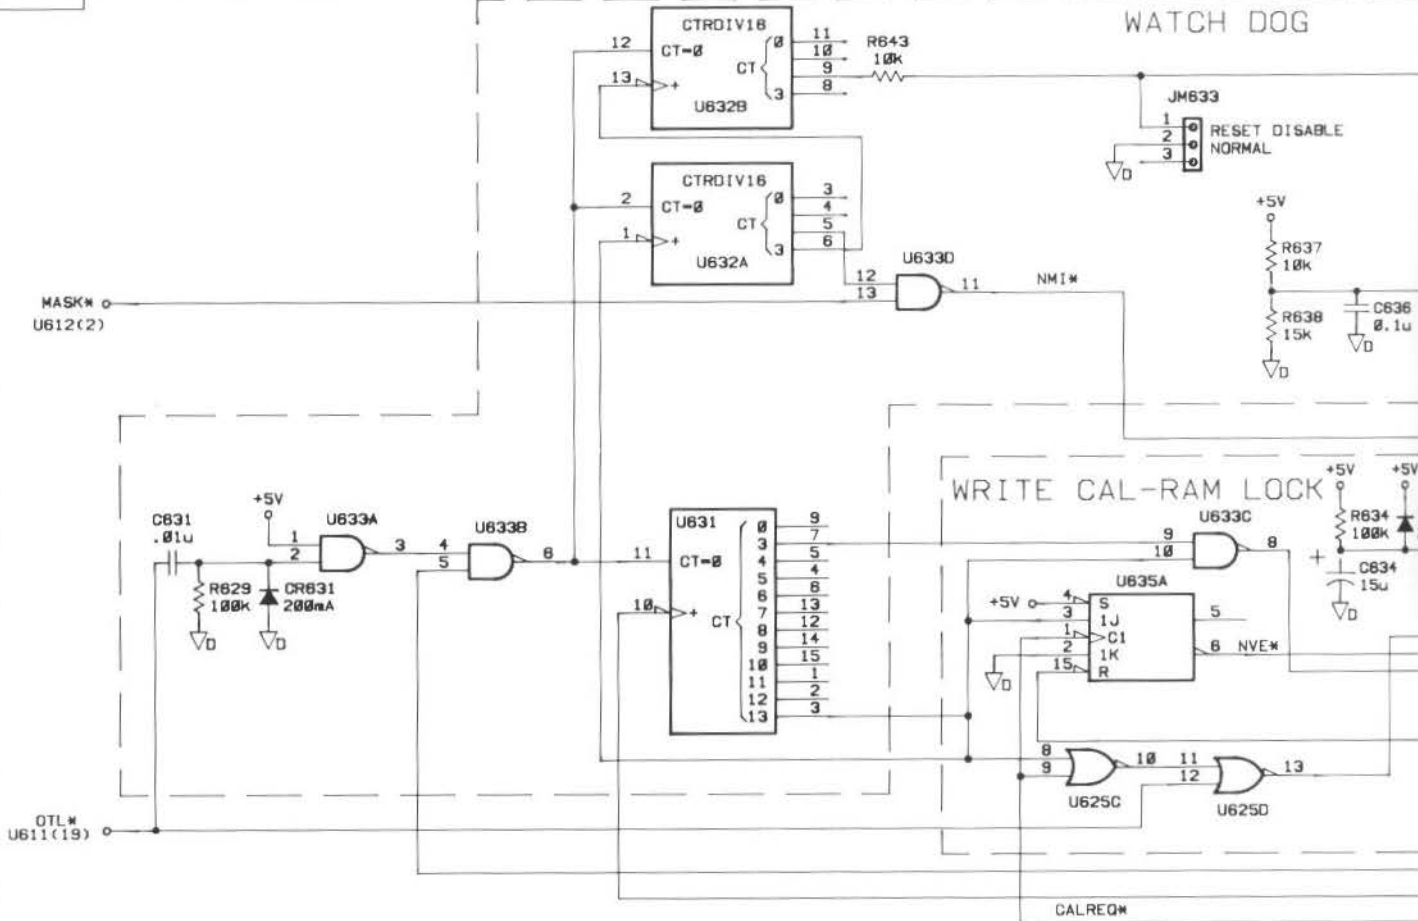 WATCH DOG
CTRDIV16
12 CT=0 0 11
10
CT 9
13 + 3 8
U632B
R643
10k
JM633
1 RESET DISABLE
2 NORMAL
3
D
CTRDIV16
2 CT=0 0 3
4
CT 5
1 + 3 6
U632A
+5V
R637
10k
R638
15k
D
C636
0.1u
D
U633D
12
13
11 NMI*
MASK*
U612(2)
WRITE CAL-RAM LOCK
+5V +5V
R634
100k
+ C634
15u
D
C631
.01u
+5V
U633A
1
2
3
R629
100k
D
CR631
200mA
D
U633B
4
5
6
U631
11 CT=0
10 +
CT
0 9
3 7
4 5
5 4
6 6
7 13
8 12
9 14
10 15
11 1
12 2
13 3
U633C
9
10
8
U635A
+5V 4 S
3 1J 5
1 C1
2 1K 6 NVE*
15 R
D
8
9
10
U625C
11
12
13
U625D
OTL*
U611(19)
CALREQ*